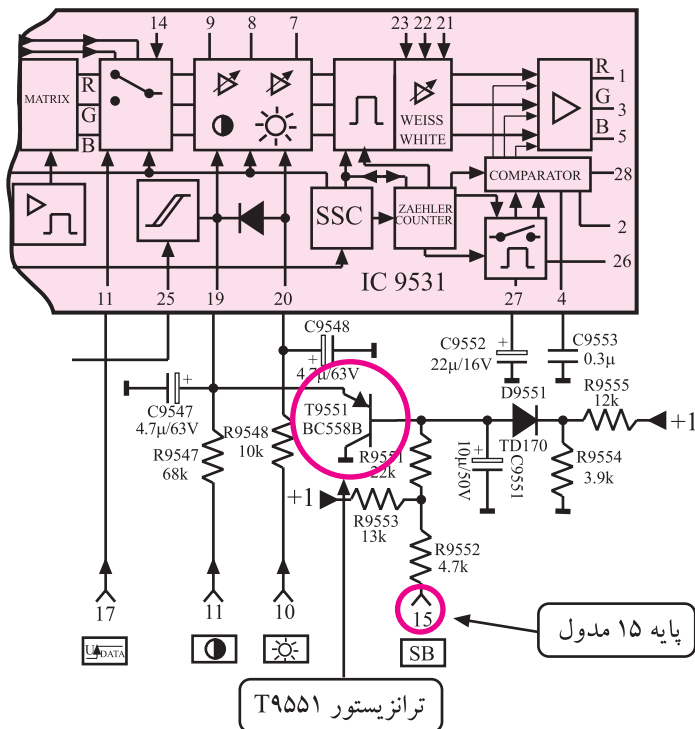 14
9
8
7
23 22 21
MATRIX
R
G
B
WEISS
WHITE
R
1
G
3
B
5
SSC
ZAEHLER
COUNTER
COMPARATOR
28
2
26
IC 9531
11
25
19
20
27
4
C9548
+
4.7µ/63V
C9552
+
22µ/16V
C9553
0.3µ
+
C9547
4.7µ/63V
T9551
BC558B
D9551
TD170
R9555
12k
+1
R9547
68k
R9548
10k
R9551
22k
+
10µ/50V
C9551
R9554
3.9k
+1
R9553
13k
R9552
4.7k
17
11
10
15
UDATA
SB
پایه ۱۵ مدول
ترانزیستور T۹۵۵۱